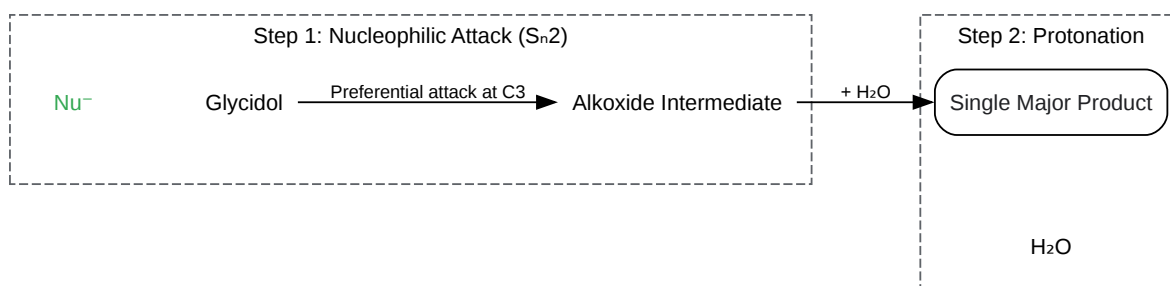 Step 1: Nucleophilic Attack (Sₙ2)
Step 2: Protonation
Nu⁻
Glycidol
Preferential attack at C3
Alkoxide Intermediate
+ H₂O
Single Major Product
H₂O